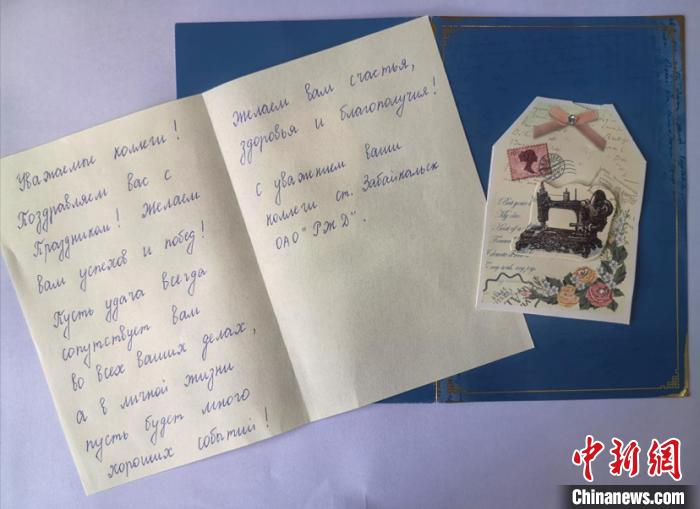 Уважаемые коллеги!
Поздравляем вас с
Праздником! Желаем
вам успехов и побед!
Пусть удача всегда
сопутствует вам
во всех ваших делах,
а в личной жизни
пусть будет много
хороших событий!
Желаем вам счастья,
здоровья и благополучия!
с уважением ваши
коллеги ст. Забайкальск
ОАО "РЖД".
中新网
Chinanews.com